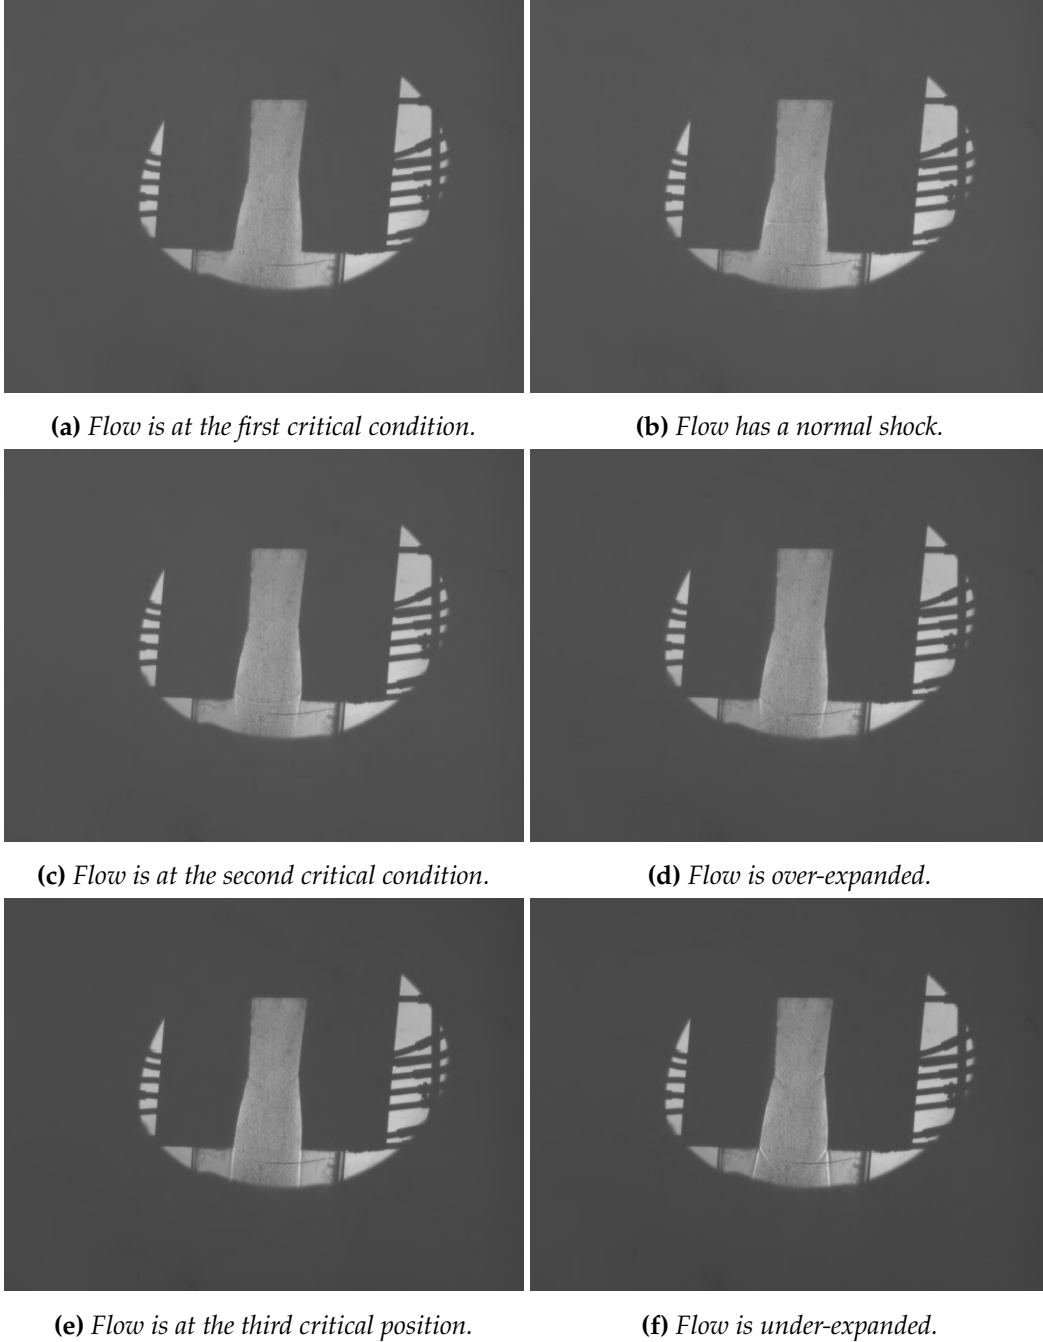 (a) Flow is at the first critical condition.
(b) Flow has a normal shock.
(c) Flow is at the second critical condition.
(d) Flow is over-expanded.
(e) Flow is at the third critical position.
(f) Flow is under-expanded.